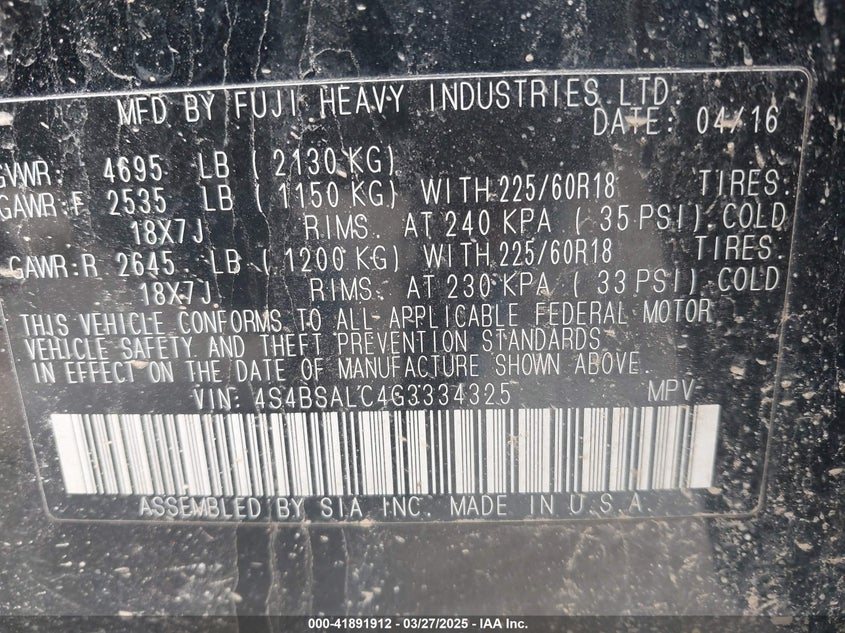 MFD BY FUJI HEAVY INDUSTRIES LTD.
DATE: 04/16
GVWR: 4695 LB ( 2130 KG)
GAWR:F 2535 LB ( 1150 KG) WITH 225/60R18 TIRES.
18X7J RIMS. AT 240 KPA ( 35 PSI) COLD
GAWR:R 2645 LB ( 1200 KG) WITH 225/60R18 TIRES.
18X7J RIMS. AT 230 KPA ( 33 PSI) COLD
THIS VEHICLE CONFORMS TO ALL APPLICABLE FEDERAL MOTOR
VEHICLE SAFETY AND THEFT PREVENTION STANDARDS
IN EFFECT ON THE DATE OF MANUFACTURE SHOWN ABOVE.
VIN: 4S4BSALC4G3334325 MPV
ASSEMBLED BY SIA INC. MADE IN U.S.A.
000-41891912 - 03/27/2025 - IAA Inc.